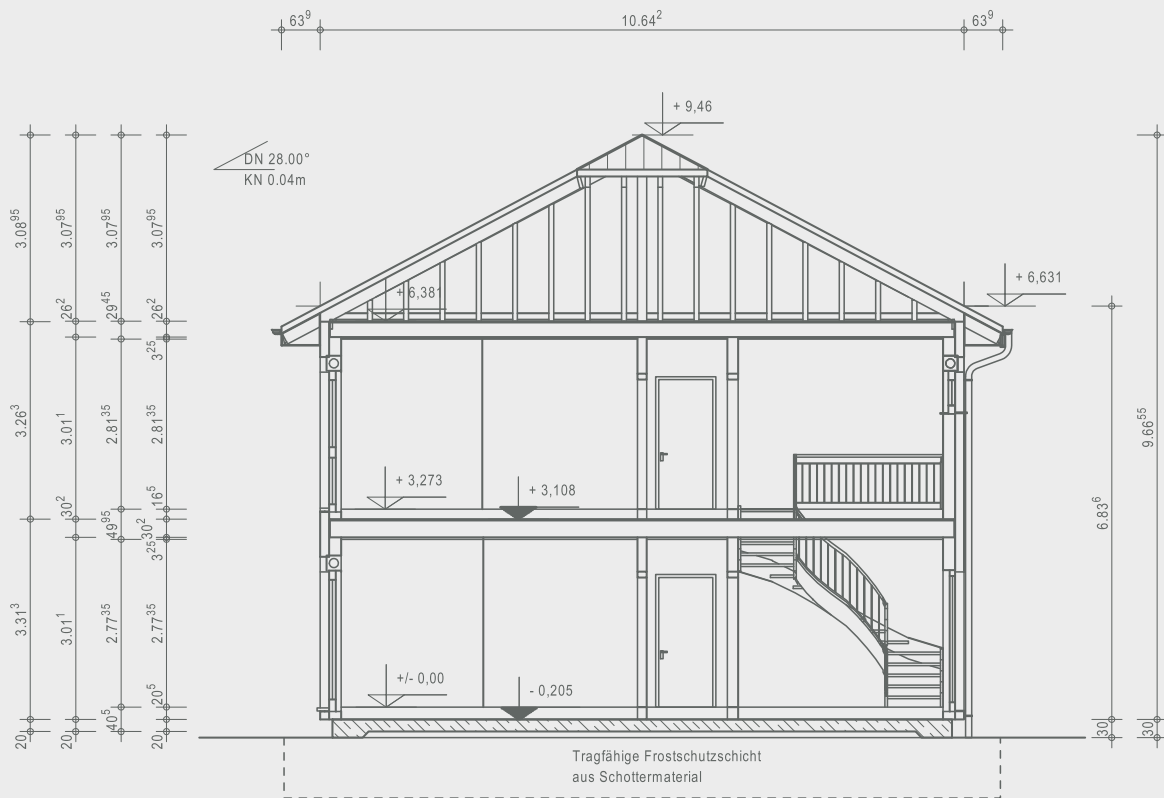 63⁹ 10.64² 63⁹
+ 9,46
DN 28.00°
KN 0.04m
+ 6,631
+ 6,381
3.08⁹⁵ 3.07⁹⁵ 3.07⁹⁵ 3.07⁹⁵
26² 29⁴⁵ 26²
3²⁵
3.26³ 3.01¹ 2.81³⁵ 2.81³⁵
9.66⁵⁵
6.83⁶
+ 3,273
+ 3,108
30² 49⁹⁵ 16⁵
30²
3²⁵
3.31³ 3.01¹ 2.77³⁵ 2.77³⁵
+/- 0,00
- 0,205
20 20 40⁵ 20⁵
20
30 30
Tragfähige Frostschutzschicht
aus Schottermaterial